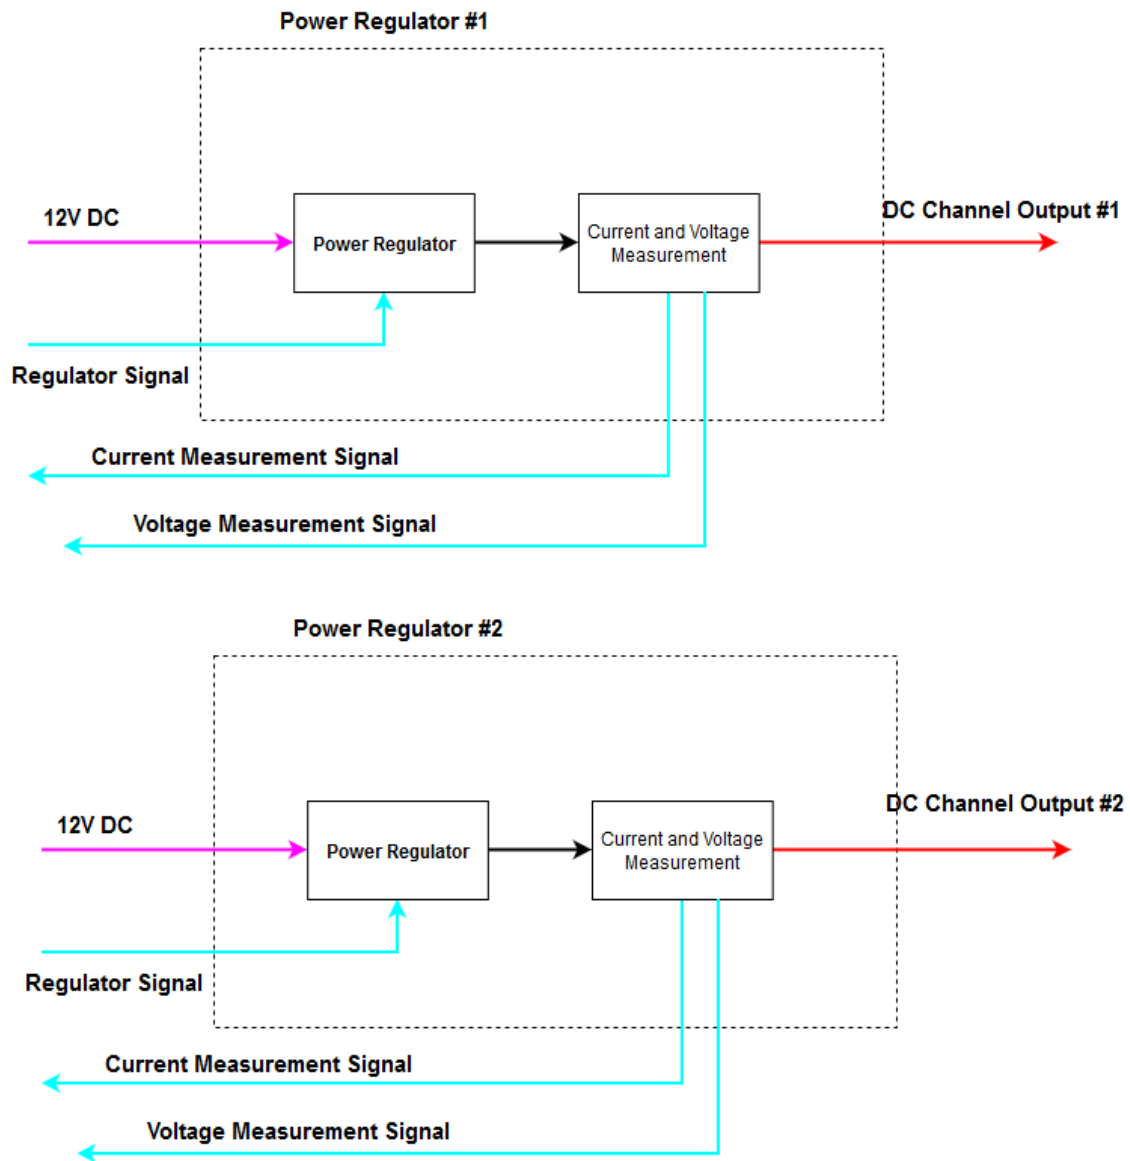 Power Regulator #1
12V DC
Power Regulator
Current and Voltage
Measurement
DC Channel Output #1
Regulator Signal
Current Measurement Signal
Voltage Measurement Signal
Power Regulator #2
12V DC
Power Regulator
Current and Voltage
Measurement
DC Channel Output #2
Regulator Signal
Current Measurement Signal
Voltage Measurement Signal